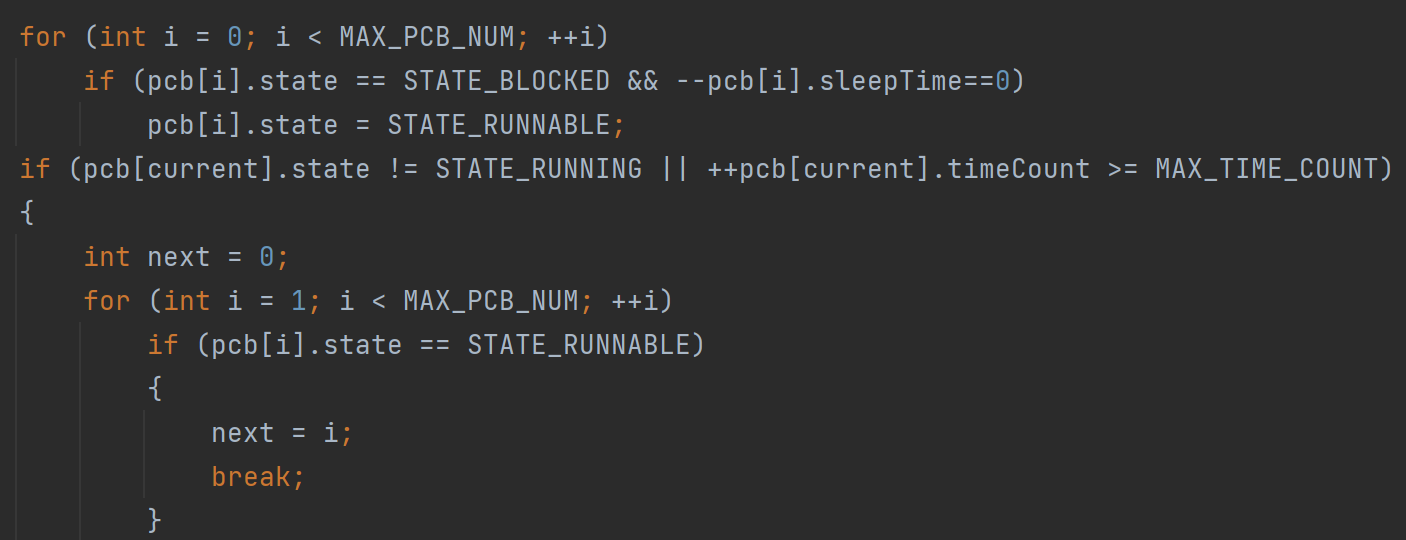 for (int i = 0; i < MAX_PCB_NUM; ++i)
    if (pcb[i].state == STATE_BLOCKED && --pcb[i].sleepTime==0)
        pcb[i].state = STATE_RUNNABLE;
if (pcb[current].state != STATE_RUNNING || ++pcb[current].timeCount >= MAX_TIME_COUNT)
{
    int next = 0;
    for (int i = 1; i < MAX_PCB_NUM; ++i)
        if (pcb[i].state == STATE_RUNNABLE)
        {
            next = i;
            break;
        }